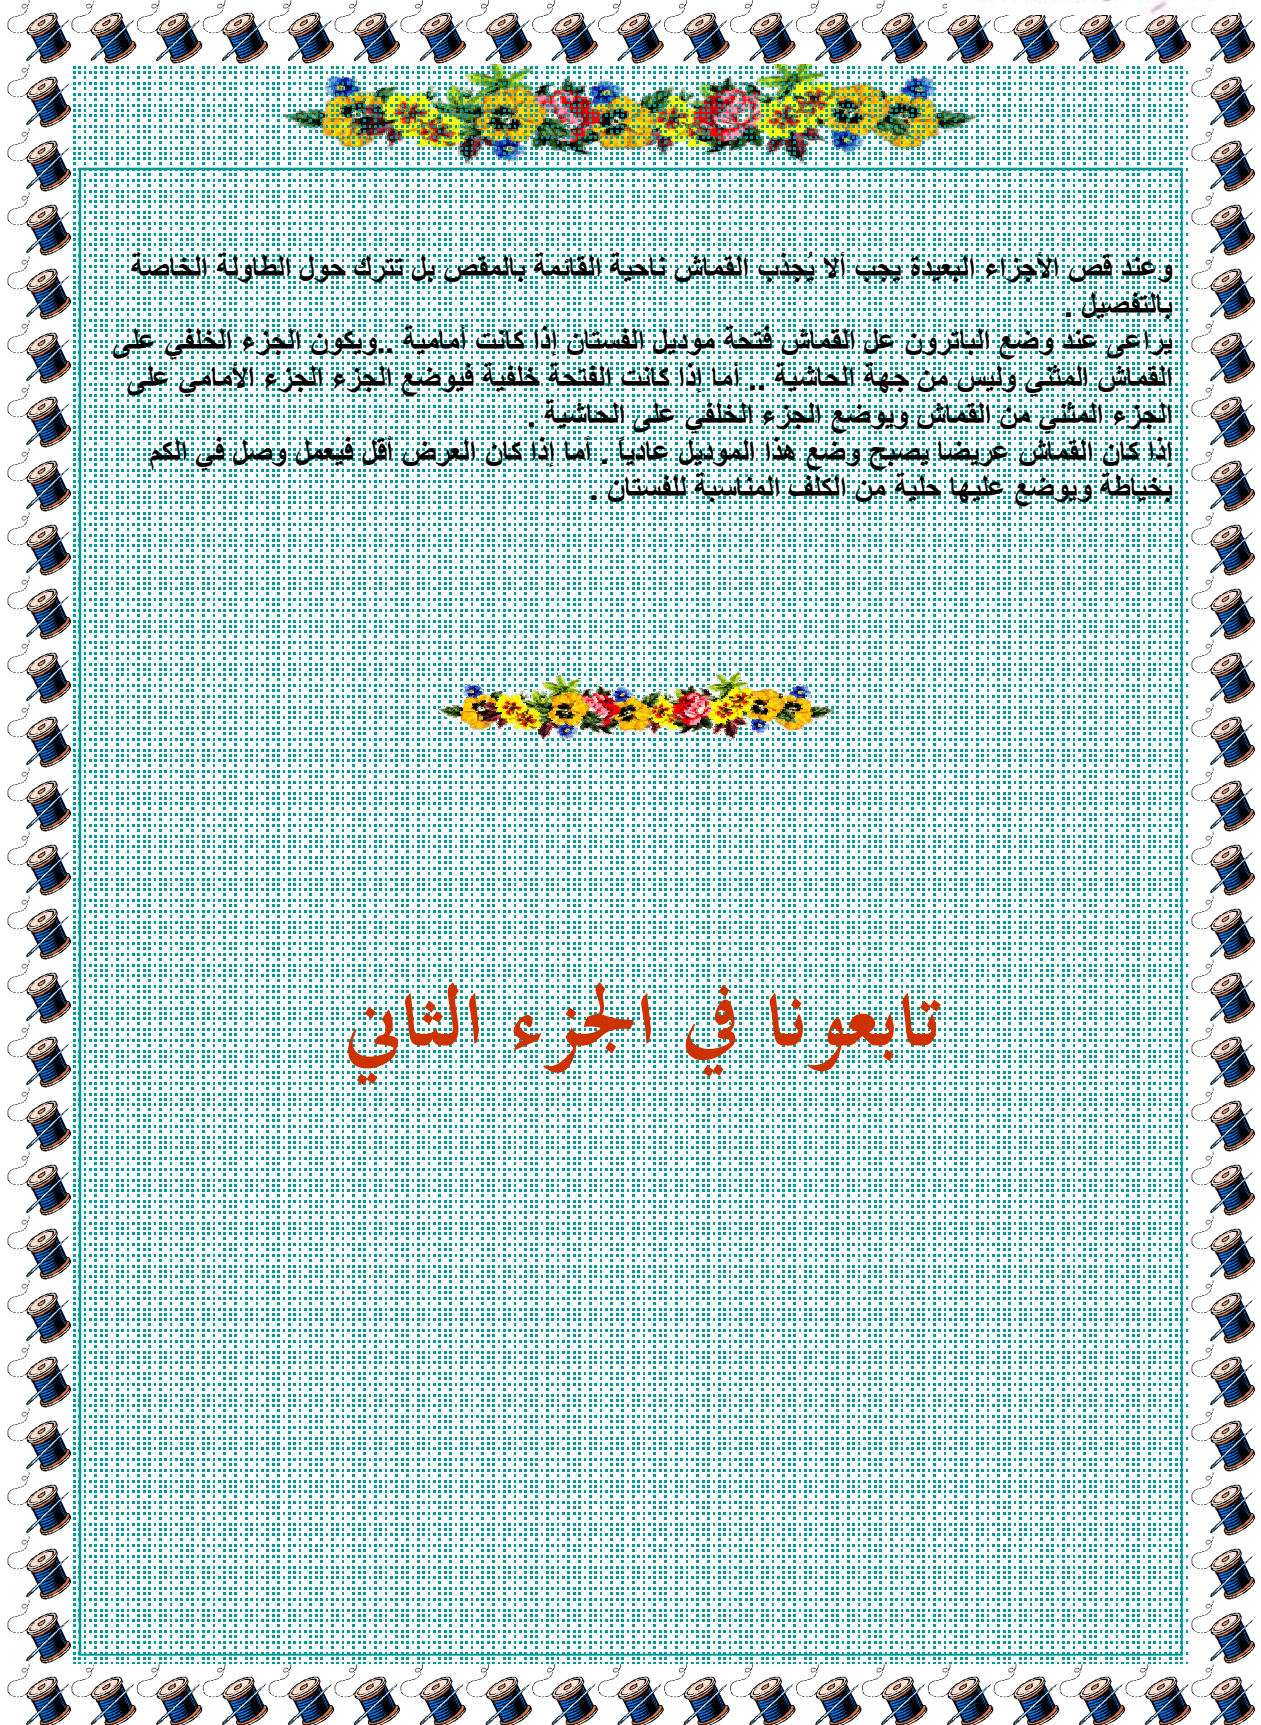 وعند قص الأجزاء البعيدة يجب ألا يُجذب القماش ناحية القائمة بالمقص بل تترك حول الطاولة الخاصة
بالتفصيل .
يراعى عند وضع الباترون عل القماش فتحة موديل الفستان إذا كانت أمامية ..ويكون الجزء الخلفي على
القماش المثني وليس من جهة الحاشية .. أما إذا كانت الفتحة خلفية فيوضع الجزء الجزء الأمامي على
الجزء المثني من القماش ويوضع الجزء الخلفي على الحاشية .
إذا كان القماش عريضا يصبح وضع هذا الموديل عادياً . أما إذا كان العرض أقل فيعمل وصل في الكم
بخياطة ويوضع عليها حلية من الكلف المناسبة للفستان .
تابعونا في الجزء الثاني